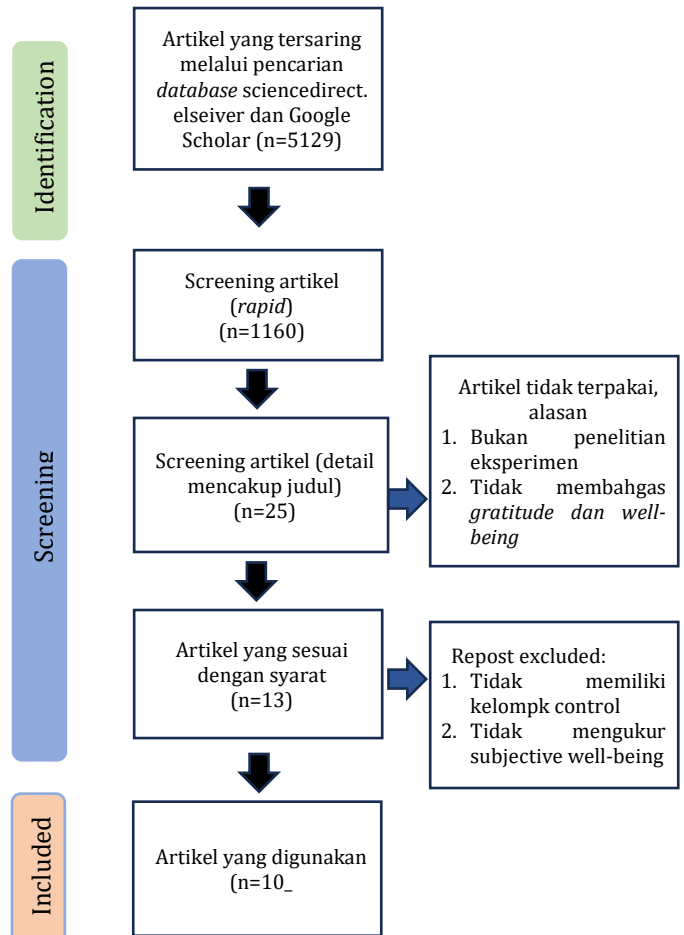 Identification
Artikel yang tersaring
melalui pencarian
database sciencedirect.
elseiver dan Google
Scholar (n=5129)
Screening
Screening artikel
(rapid)
(n=1160)
Screening artikel (detail
mencakup judul)
(n=25)
Artikel tidak terpakai,
alasan
1. Bukan penelitian
eksperimen
2. Tidak membahgas
gratitude dan well-
being
Artikel yang sesuai
dengan syarat
(n=13)
Repost excluded:
1. Tidak memiliki
kelompk control
2. Tidak mengukur
subjective well-being
Included
Artikel yang digunakan
(n=10_